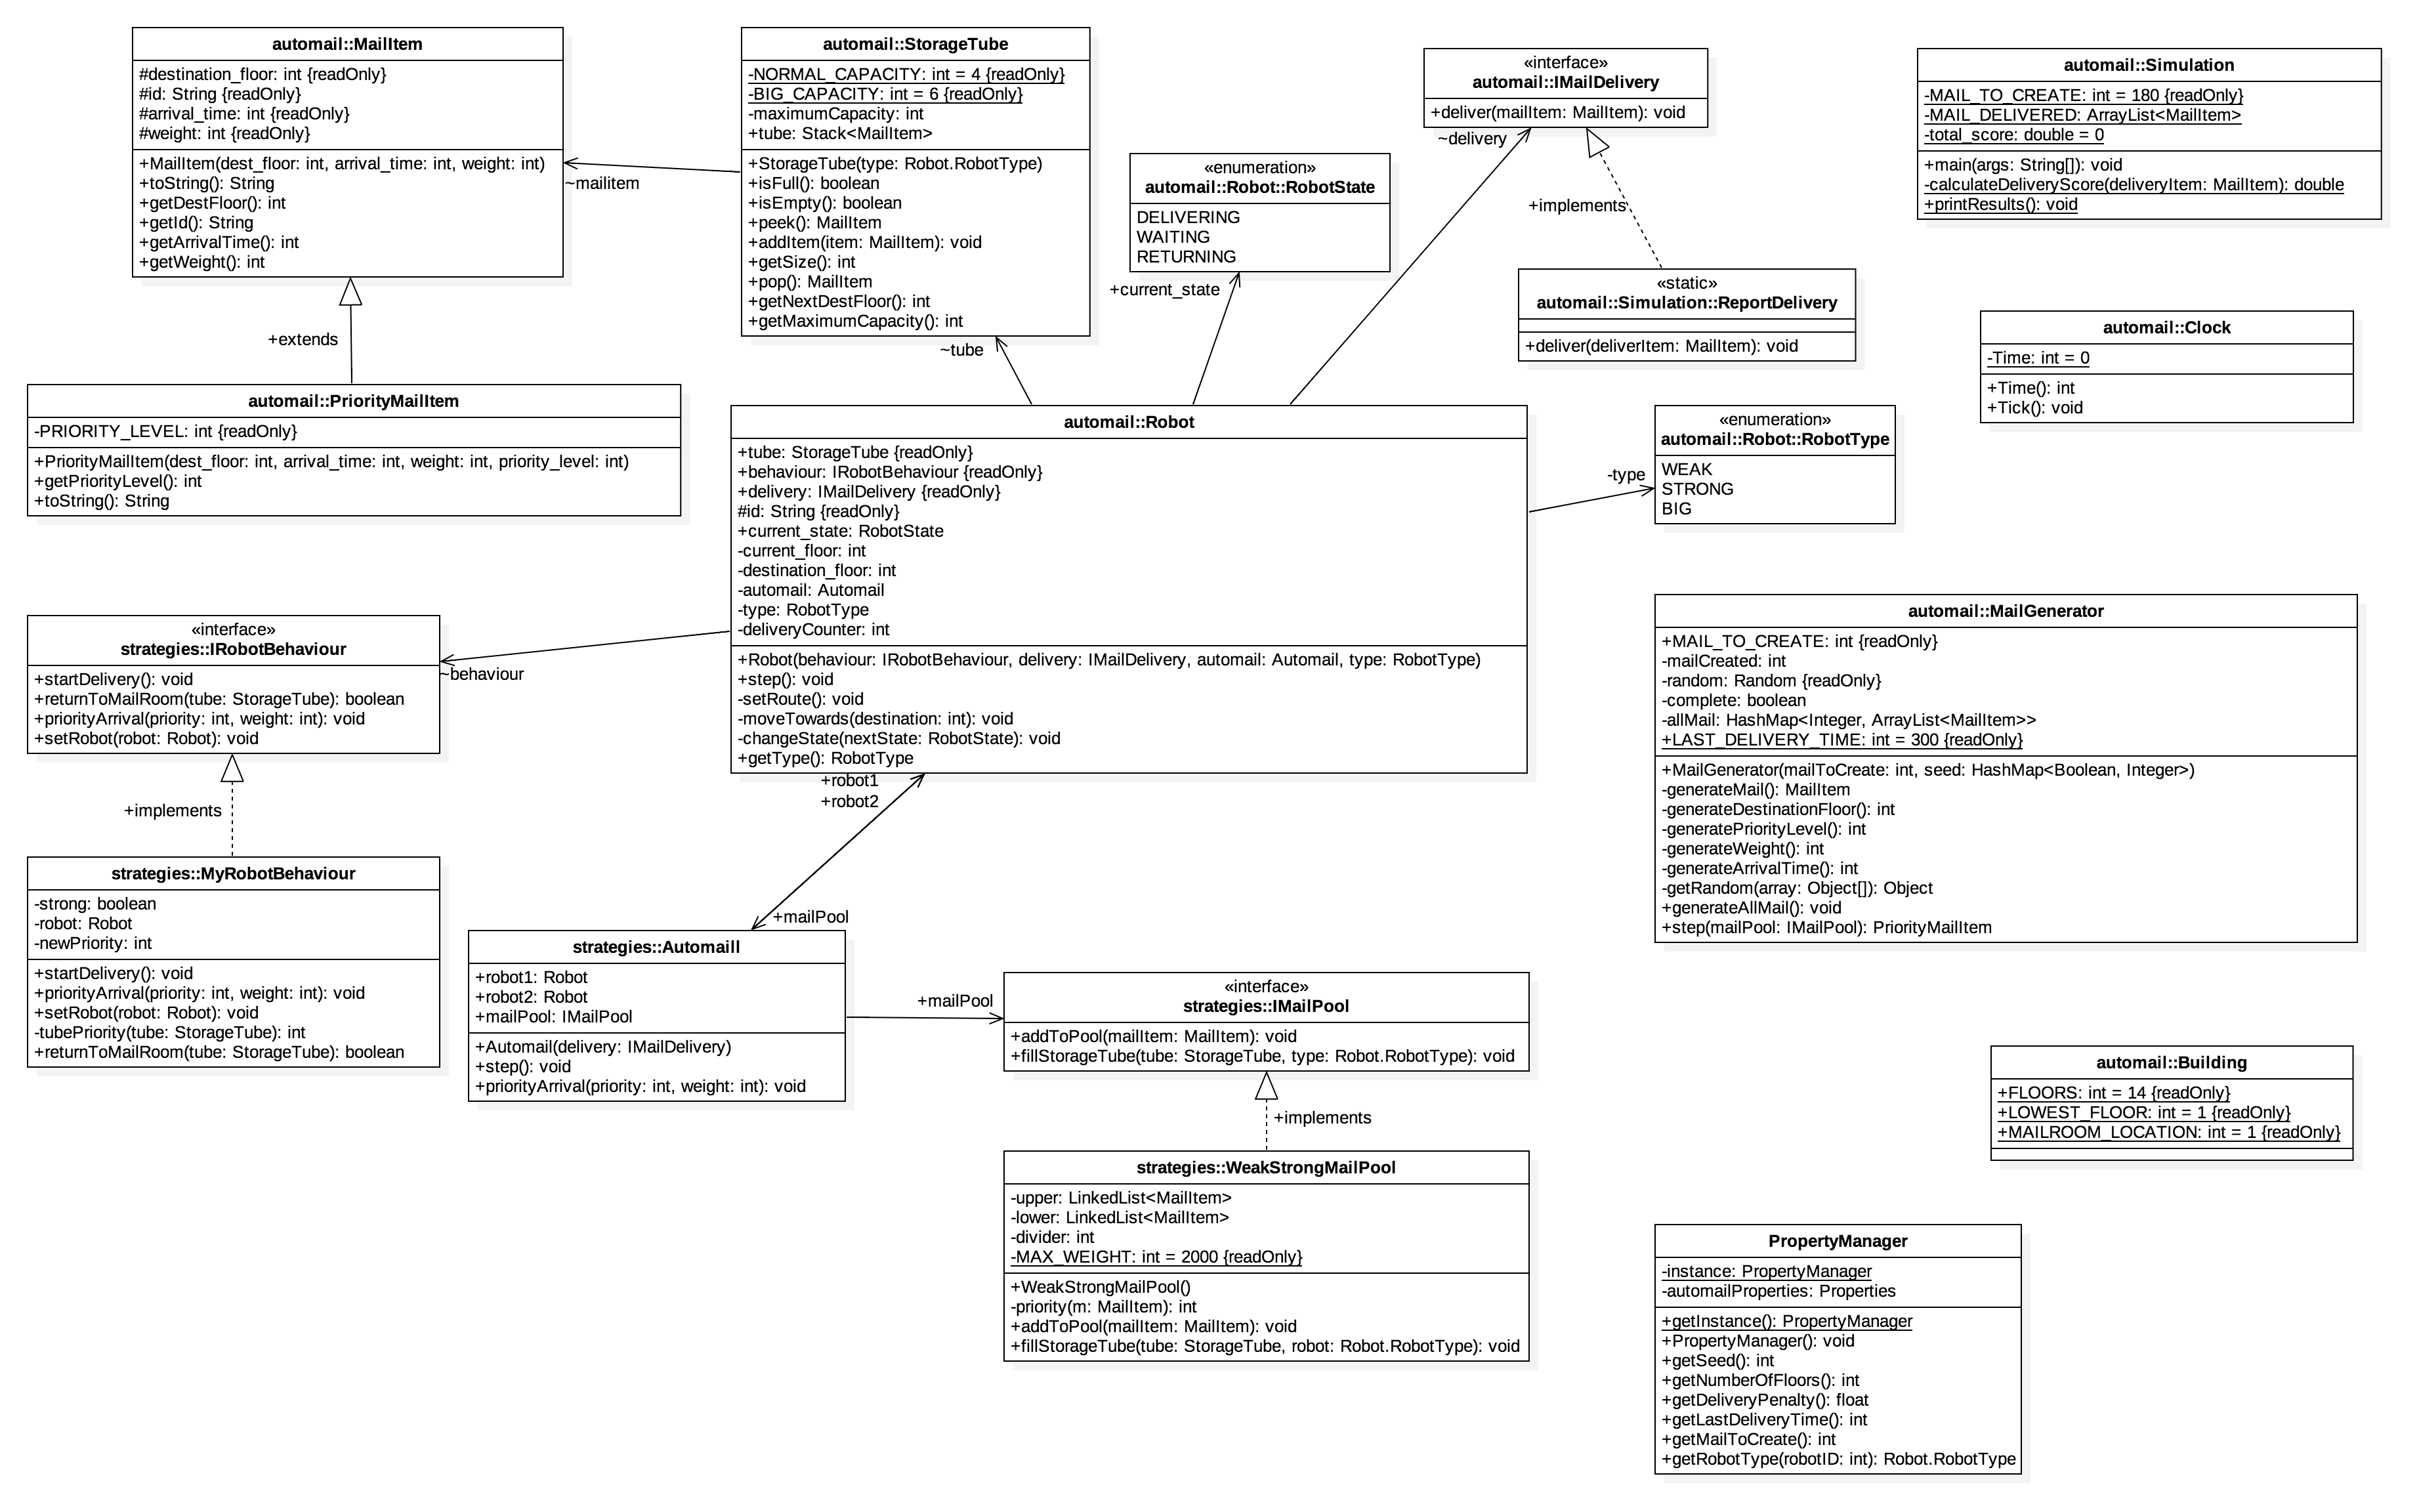 automail::MailItem
#destination_floor: int {readOnly}
#id: String {readOnly}
#arrival_time: int {readOnly}
#weight: int {readOnly}
+MailItem(dest_floor: int, arrival_time: int, weight: int)
+toString(): String
+getDestFloor(): int
+getId(): String
+getArrivalTime(): int
+getWeight(): int
~mailitem
automail::StorageTube
-NORMAL_CAPACITY: int = 4 {readOnly}
-BIG_CAPACITY: int = 6 {readOnly}
-maximumCapacity: int
+tube: Stack<MailItem>
+StorageTube(type: Robot.RobotType)
+isFull(): boolean
+isEmpty(): boolean
+peek(): MailItem
+addItem(item: MailItem): void
+getSize(): int
+pop(): MailItem
+getNextDestFloor(): int
+getMaximumCapacity(): int
~tube
«enumeration»
automail::Robot::RobotState
DELIVERING
WAITING
RETURNING
+current_state
«interface»
automail::IMailDelivery
+deliver(mailItem: MailItem): void
~delivery
+implements
«static»
automail::Simulation::ReportDelivery
+deliver(deliverItem: MailItem): void
automail::Simulation
-MAIL_TO_CREATE: int = 180 {readOnly}
-MAIL_DELIVERED: ArrayList<MailItem>
-total_score: double = 0
+main(args: String[]): void
-calculateDeliveryScore(deliveryItem: MailItem): double
+printResults(): void
automail::Clock
-Time: int = 0
+Time(): int
+Tick(): void
+extends
automail::PriorityMailItem
-PRIORITY_LEVEL: int {readOnly}
+PriorityMailItem(dest_floor: int, arrival_time: int, weight: int, priority_level: int)
+getPriorityLevel(): int
+toString(): String
automail::Robot
+tube: StorageTube {readOnly}
+behaviour: IRobotBehaviour {readOnly}
+delivery: IMailDelivery {readOnly}
#id: String {readOnly}
+current_state: RobotState
-current_floor: int
-destination_floor: int
-automail: Automail
-type: RobotType
-deliveryCounter: int
+Robot(behaviour: IRobotBehaviour, delivery: IMailDelivery, automail: Automail, type: RobotType)
+step(): void
-setRoute(): void
-moveTowards(destination: int): void
-changeState(nextState: RobotState): void
+getType(): RobotType
-type
«enumeration»
automail::Robot::RobotType
WEAK
STRONG
BIG
«interface»
strategies::IRobotBehaviour
+startDelivery(): void
+returnToMailRoom(tube: StorageTube): boolean
+priorityArrival(priority: int, weight: int): void
+setRobot(robot: Robot): void
~behaviour
+implements
strategies::MyRobotBehaviour
-strong: boolean
-robot: Robot
-newPriority: int
+startDelivery(): void
+priorityArrival(priority: int, weight: int): void
+setRobot(robot: Robot): void
-tubePriority(tube: StorageTube): int
+returnToMailRoom(tube: StorageTube): boolean
+robot1
+robot2
+mailPool
strategies::Automaill
+robot1: Robot
+robot2: Robot
+mailPool: IMailPool
+Automail(delivery: IMailDelivery)
+step(): void
+priorityArrival(priority: int, weight: int): void
+mailPool
«interface»
strategies::IMailPool
+addToPool(mailItem: MailItem): void
+fillStorageTube(tube: StorageTube, type: Robot.RobotType): void
+implements
strategies::WeakStrongMailPool
-upper: LinkedList<MailItem>
-lower: LinkedList<MailItem>
-divider: int
-MAX_WEIGHT: int = 2000 {readOnly}
+WeakStrongMailPool()
-priority(m: MailItem): int
+addToPool(mailItem: MailItem): void
+fillStorageTube(tube: StorageTube, robot: Robot.RobotType): void
automail::MailGenerator
+MAIL_TO_CREATE: int {readOnly}
-mailCreated: int
-random: Random {readOnly}
-complete: boolean
-allMail: HashMap<Integer, ArrayList<MailItem>>
+LAST_DELIVERY_TIME: int = 300 {readOnly}
+MailGenerator(mailToCreate: int, seed: HashMap<Boolean, Integer>)
-generateMail(): MailItem
-generateDestinationFloor(): int
-generatePriorityLevel(): int
-generateWeight(): int
-generateArrivalTime(): int
-getRandom(array: Object[]): Object
+generateAllMail(): void
+step(mailPool: IMailPool): PriorityMailItem
automail::Building
+FLOORS: int = 14 {readOnly}
+LOWEST_FLOOR: int = 1 {readOnly}
+MAILROOM_LOCATION: int = 1 {readOnly}
PropertyManager
-instance: PropertyManager
-automailProperties: Properties
+getInstance(): PropertyManager
+PropertyManager(): void
+getSeed(): int
+getNumberOfFloors(): int
+getDeliveryPenalty(): float
+getLastDeliveryTime(): int
+getMailToCreate(): int
+getRobotType(robotID: int): Robot.RobotType